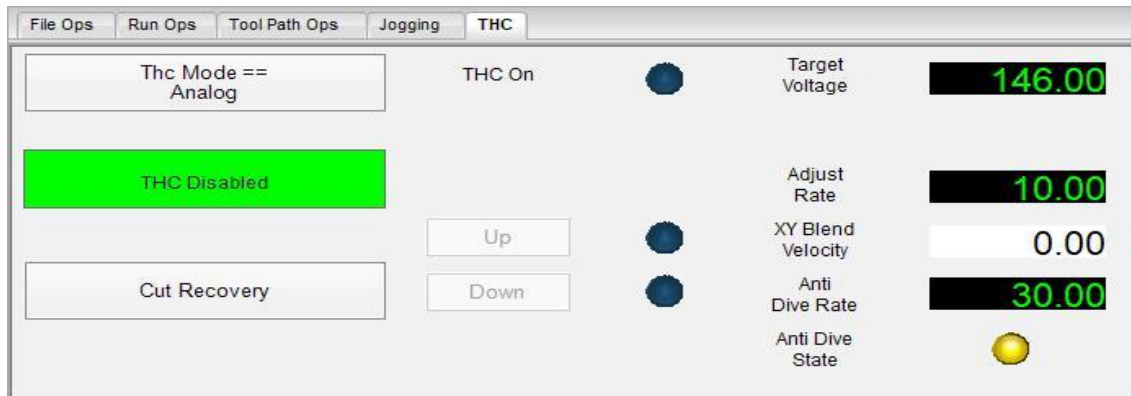 File Ops Run Ops Tool Path Ops Jogging THC
Thc Mode ==
Analog
THC On
Target
Voltage
146.00
THC Disabled
Adjust
Rate
10.00
Up
XY Blend
Velocity
0.00
Cut Recovery
Down
Anti
Dive Rate
30.00
Anti Dive
State